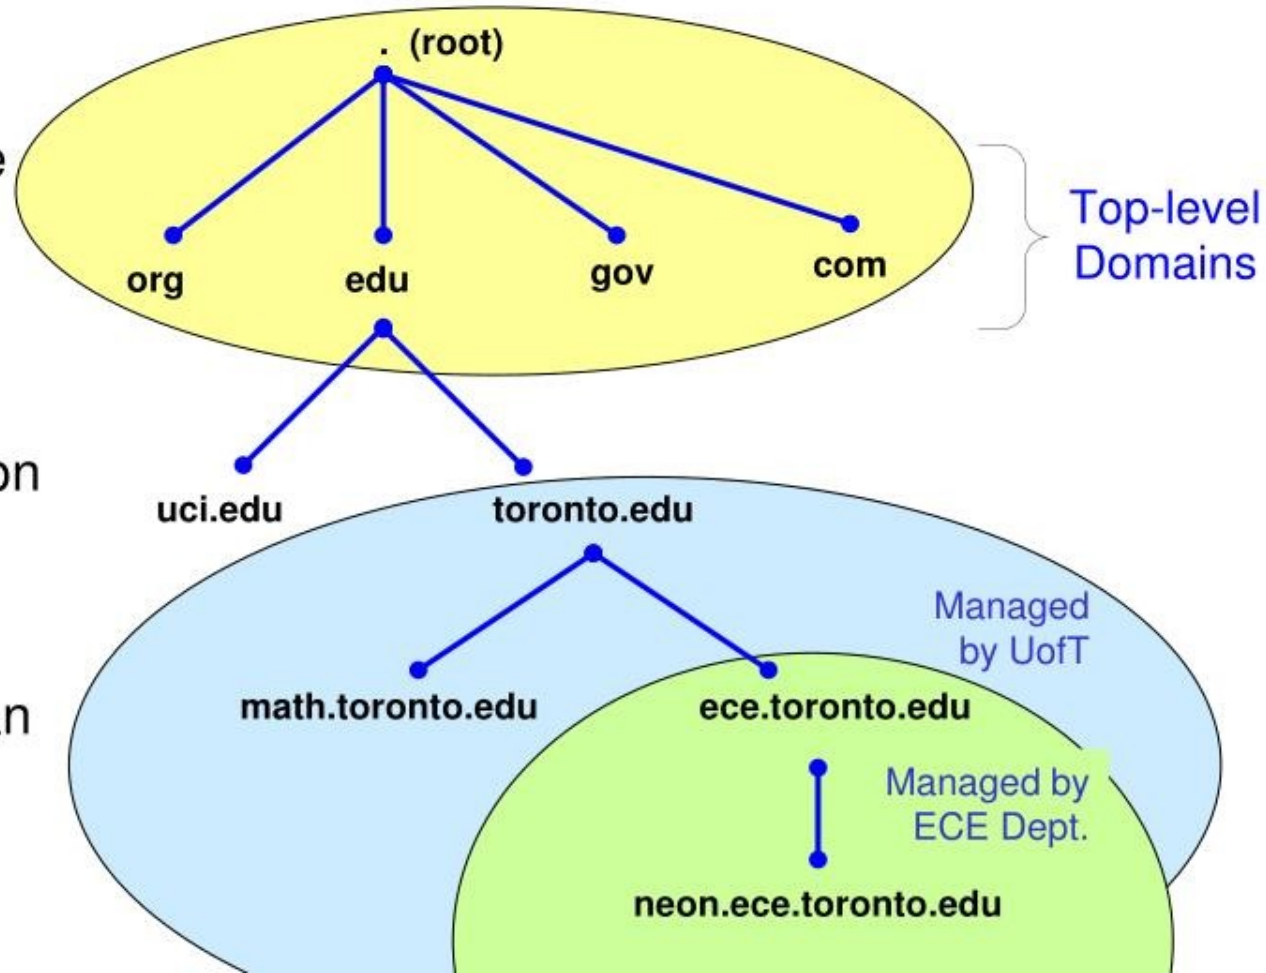 . (root)
org edu gov com
Top-level
Domains
uci.edu toronto.edu
Managed
by UofT
math.toronto.edu ece.toronto.edu
Managed by
ECE Dept.
neon.ece.toronto.edu